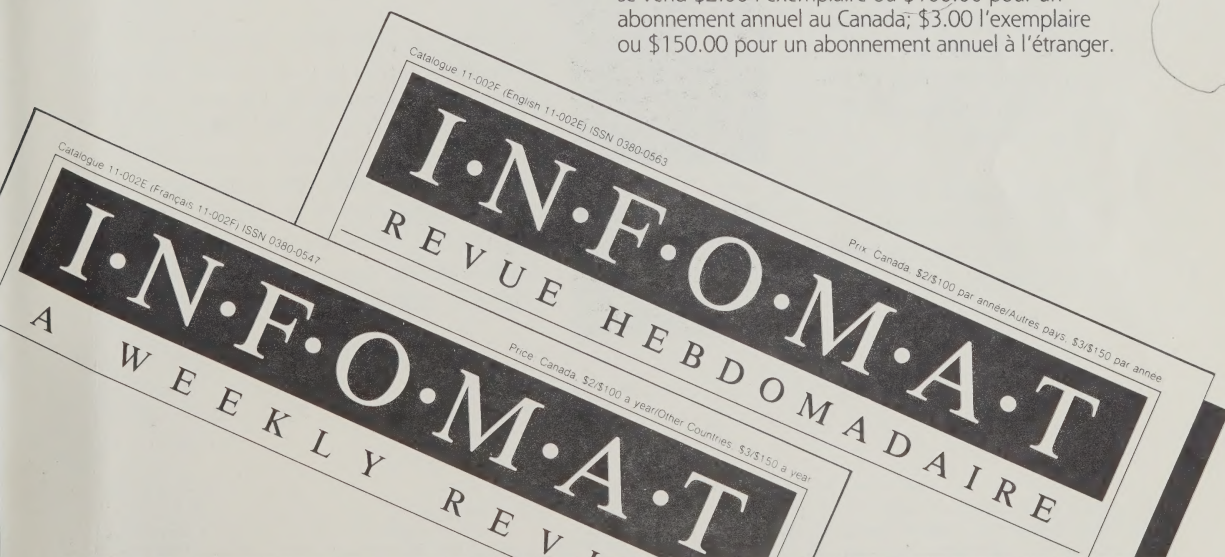 abonnement annuel au Canada; $3.00 l'exemplaire
ou $150.00 pour un abonnement annuel à l'étranger.
Catalogue 11-002F (English 11-002E) ISSN 0380-0563
I•N•F•O•M•A•T
Prix: Canada, $2/$100 par année/Autres pays, $3/$150 par année
REVUE HEBDOMADAIRE
Catalogue 11-002E (Français 11-002F) ISSN 0380-0547
I•N•F•O•M•A•T
Price: Canada, $2/$100 a year/Other Countries, $3/$150 a year
A WEEKLY